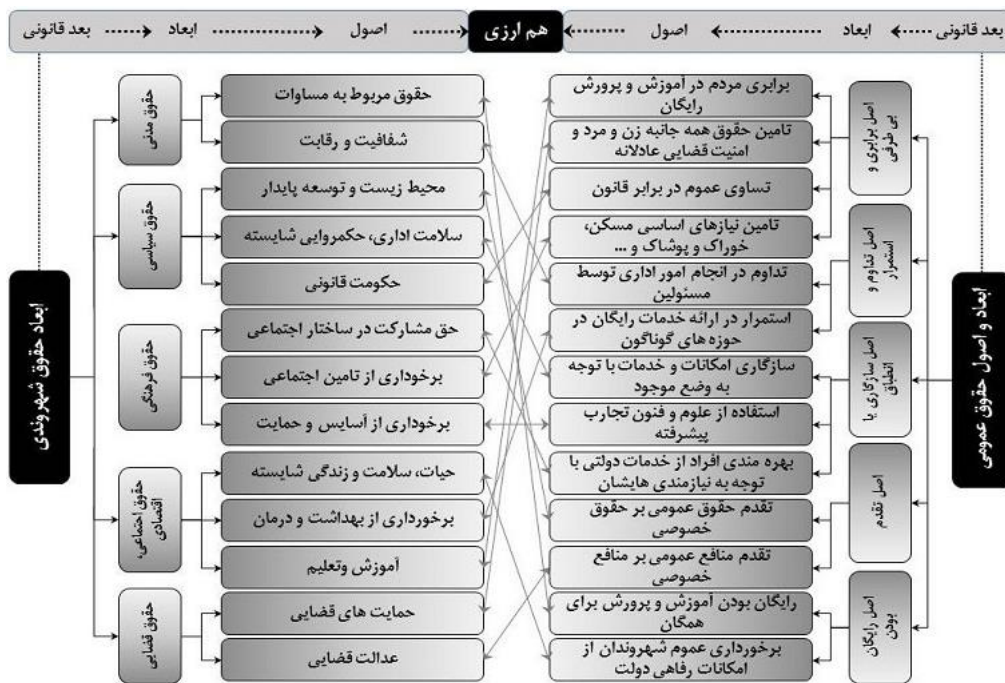 بعد قانونی ابعاد اصول هم ارزی اصول ابعاد بعد قانونی
ابعاد و اصول حقوق عمومی
اصل برابری و
بی طرفی
اصل تداوم و
استمرار
اصل سازگاری یا
انطباق
اصل تقدم
اصل رایگان
بودن
برابری مردم در آموزش و پرورش
رایگان
تامین حقوق همه جانبه زن و مرد و
امنیت قضایی عادلانه
تساوی عموم در برابر قانون
تامین نیازهای اساسی مسکن،
خوراک و پوشاک و ...
تداوم در انجام امور اداری توسط
مسئولین
استمرار در ارائه خدمات رایگان در
حوزه های گوناگون
سازگاری امکانات و خدمات با توجه
به وضع موجود
استفاده از علوم و فنون تجارب
پیشرفته
بهره مندی افراد از خدمات دولتی با
توجه به نیازمندی هایشان
تقدم حقوق عمومی بر حقوق
خصوصی
تقدم منافع عمومی بر منافع
خصوصی
رایگان بودن آموزش و پرورش برای
همگان
برخورداری عموم شهروندان از
امکانات رفاهی دولت
حقوق مربوط به مساوات
شفافیت و رقابت
محیط زیست و توسعه پایدار
سلامت اداری، حکمروایی شایسته
حکومت قانونی
حق مشارکت در ساختار اجتماعی
برخوداری از تامین اجتماعی
برخوداری از آسایس و حمایت
حیات، سلامت و زندگی شایسته
برخورداری از بهداشت و درمان
آموزش وتعلیم
حمایت های قضایی
عدالت قضایی
حقوق مدنی
حقوق سیاسی
حقوق فرهنگی
حقوق اجتماعی،
اقتصادی
حقوق قضایی
ابعاد حقوق شهروندی